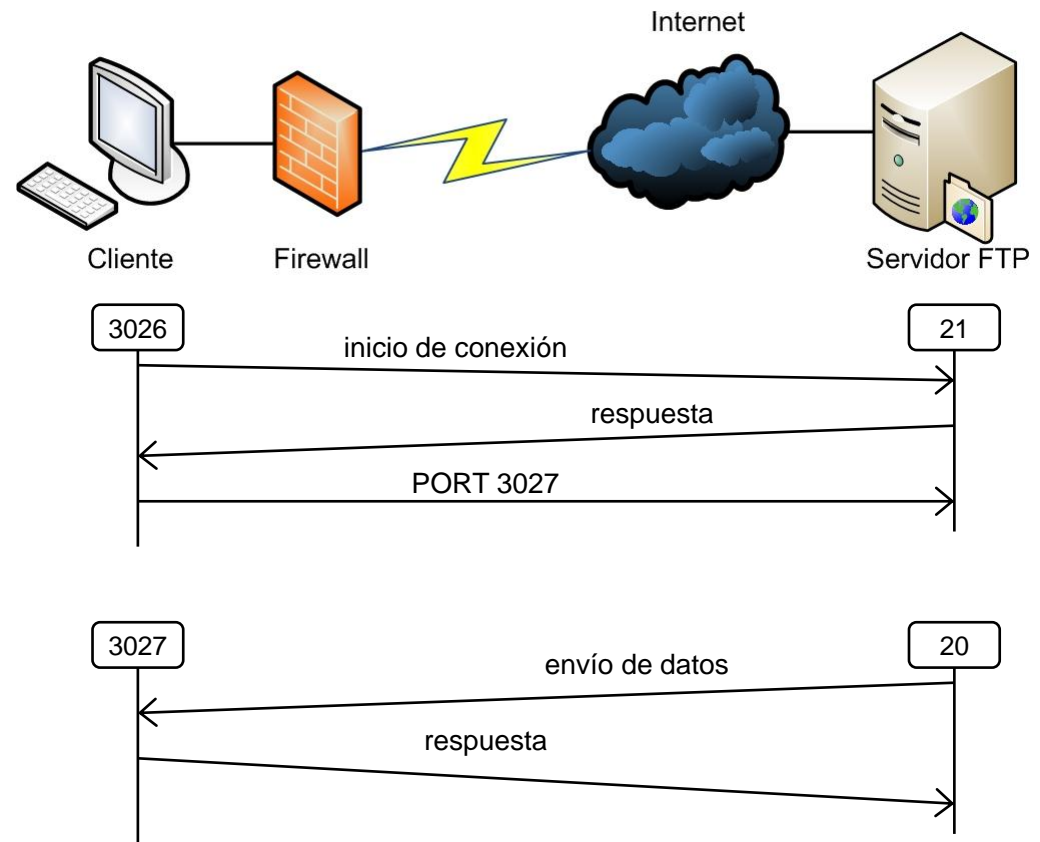 Internet
Cliente
Firewall
Servidor FTP
3026
21
inicio de conexión
respuesta
PORT 3027
3027
20
envío de datos
respuesta